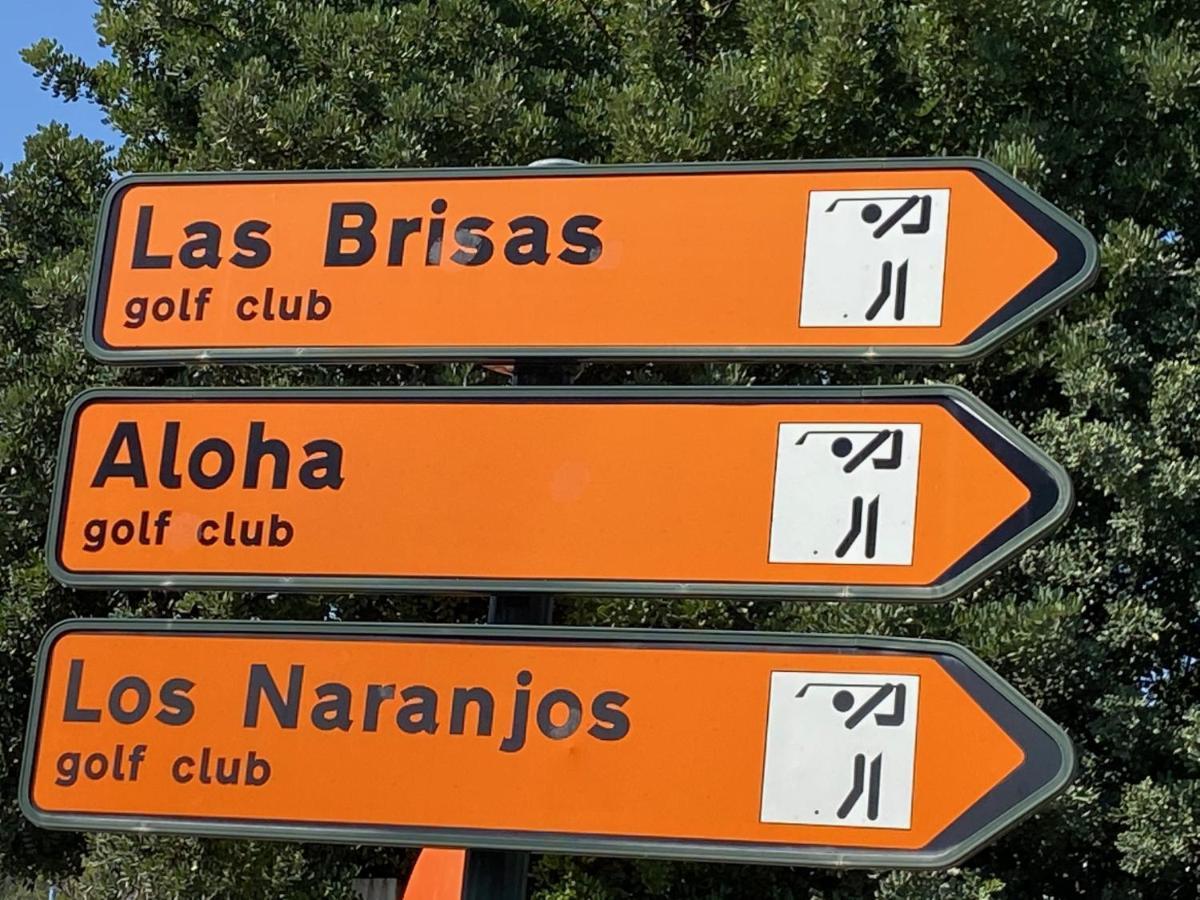 Las Brisas
golf club
Aloha
golf club
Los Naranjos
golf club